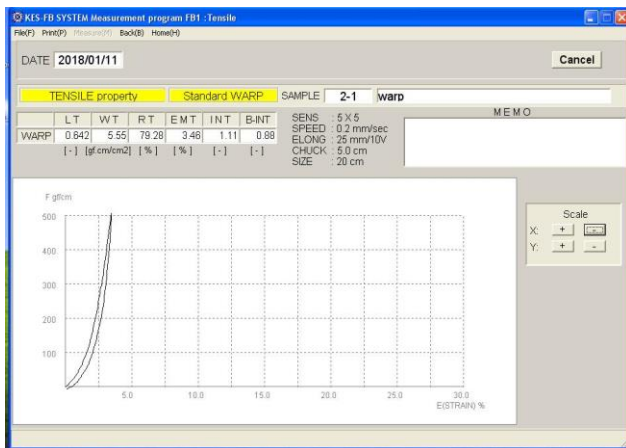 KES-FB SYSTEM Measurement program FB1 : Tensile
File(F) Print(P) Measure(M) Back(B) Home(H)
DATE 2018/01/11 Cancel
TENSILE property Standard WARP SAMPLE 2-1 warp
LT WT RT EMT INT B-INT
WARP 0.642 5.55 79.28 3.46 1.11 0.88
[-] [gf.cm/cm2] [%] [%] [-] [-]
SENS : 5 X 5
SPEED : 0.2 mm/sec
ELONG : 25 mm/10V
CHUCK : 5.0 cm
SIZE : 20 cm
MEMO
F gf/cm
500
400
300
200
100
5.0 10.0 15.0 20.0 25.0 30.0
E(STRAIN) %
Scale
X: + -
Y: + -